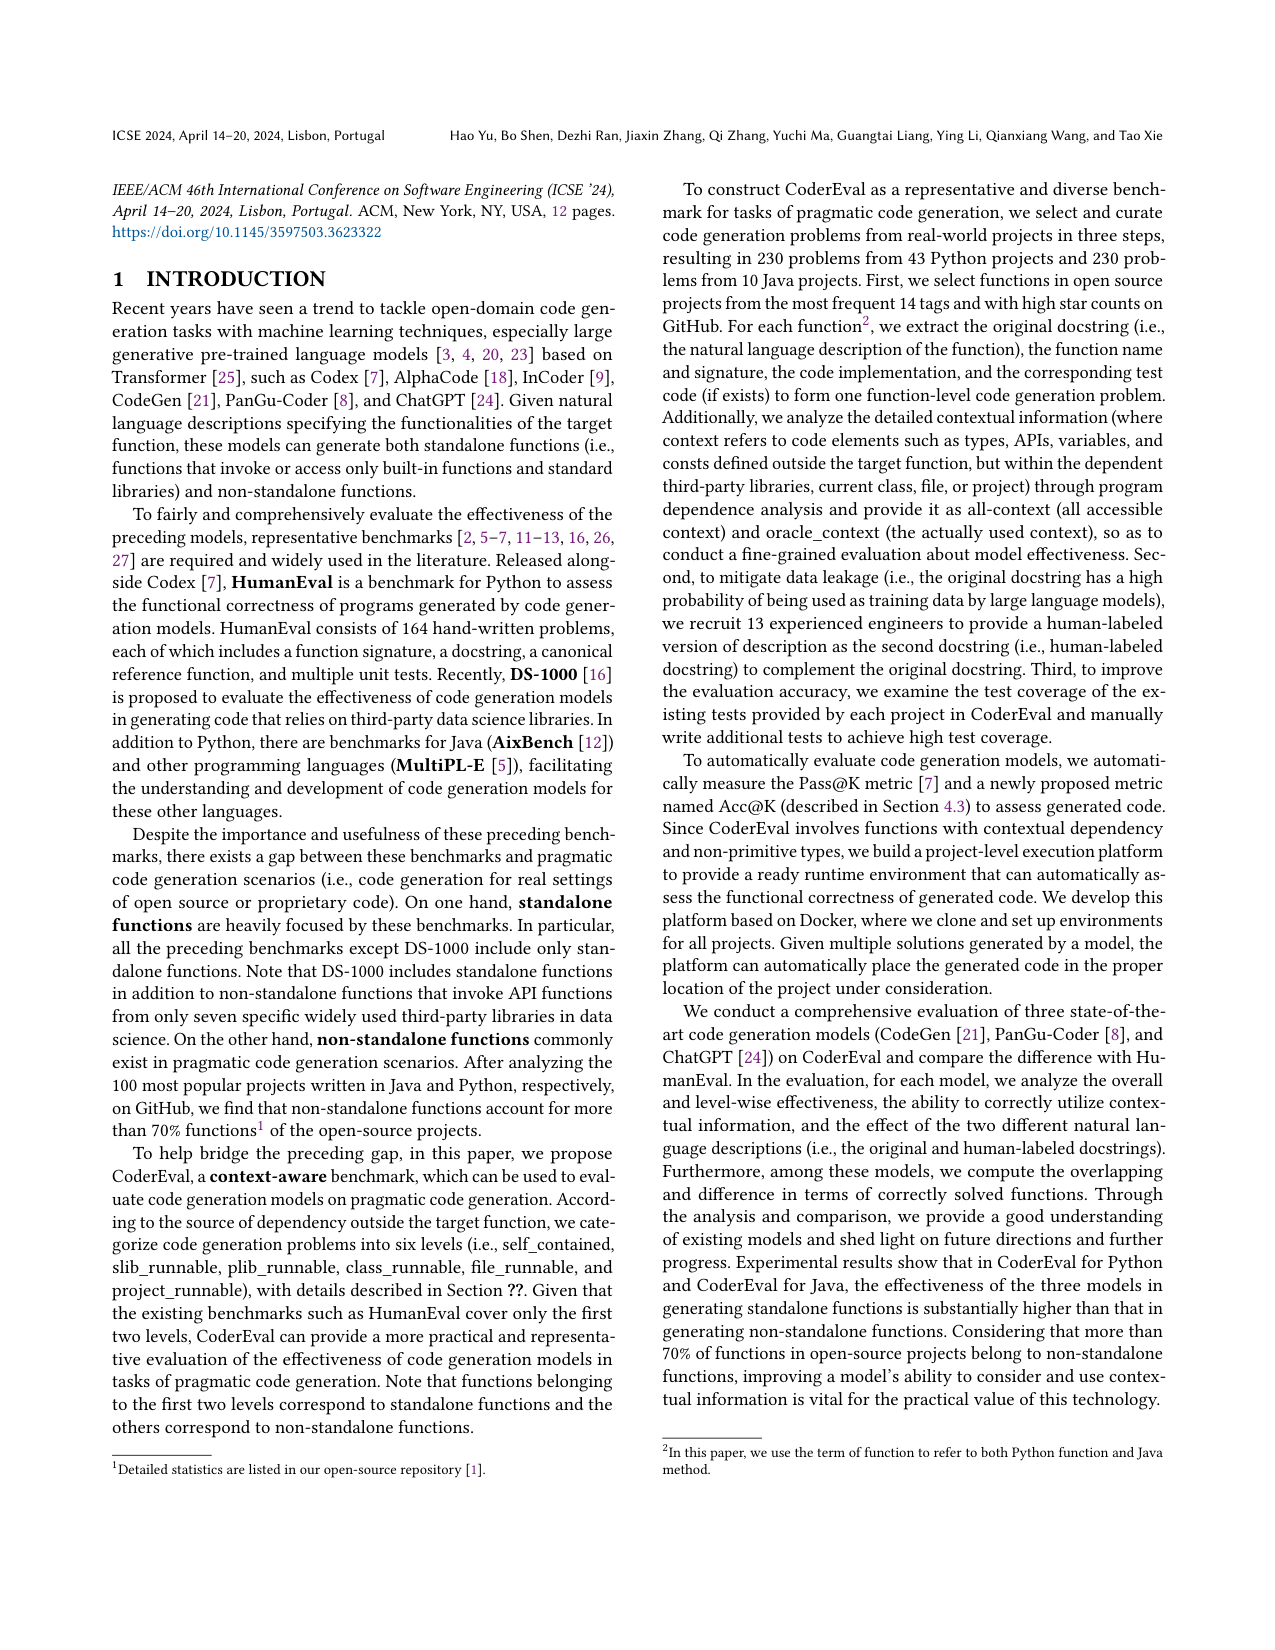 ICSE 2024, April 14–20, 2024, Lisbon, Portugal
Hao Yu, Bo Shen, Dezhi Ran, Jiaxin Zhang, Qi Zhang, Yuchi Ma, Guangtai Liang, Ying Li, Qianxiang Wang, and Tao Xie
IEEE/ACM 46th International Conference on Software Engineering (ICSE '24),
April 14–20, 2024, Lisbon, Portugal. ACM, New York, NY, USA, 12 pages.
https://doi.org/10.1145/3597503.3623322
1 INTRODUCTION
Recent years have seen a trend to tackle open-domain code gen-
eration tasks with machine learning techniques, especially large
generative pre-trained language models [3, 4, 20, 23] based on
Transformer [25], such as Codex [7], AlphaCode [18], InCoder [9],
CodeGen [21], PanGu-Coder [8], and ChatGPT [24]. Given natural
language descriptions specifying the functionalities of the target
function, these models can generate both standalone functions (i.e.,
functions that invoke or access only built-in functions and standard
libraries) and non-standalone functions.
To fairly and comprehensively evaluate the effectiveness of the
preceding models, representative benchmarks [2, 5–7, 11–13, 16, 26,
27] are required and widely used in the literature. Released along-
side Codex [7], HumanEval is a benchmark for Python to assess
the functional correctness of programs generated by code gener-
ation models. HumanEval consists of 164 hand-written problems,
each of which includes a function signature, a docstring, a canonical
reference function, and multiple unit tests. Recently, DS-1000 [16]
is proposed to evaluate the effectiveness of code generation models
in generating code that relies on third-party data science libraries. In
addition to Python, there are benchmarks for Java (AixBench [12])
and other programming languages (MultiPL-E [5]), facilitating
the understanding and development of code generation models for
these other languages.
Despite the importance and usefulness of these preceding bench-
marks, there exists a gap between these benchmarks and pragmatic
code generation scenarios (i.e., code generation for real settings
of open source or proprietary code). On one hand, standalone
functions are heavily focused by these benchmarks. In particular,
all the preceding benchmarks except DS-1000 include only stan-
dalone functions. Note that DS-1000 includes standalone functions
in addition to non-standalone functions that invoke API functions
from only seven specific widely used third-party libraries in data
science. On the other hand, non-standalone functions commonly
exist in pragmatic code generation scenarios. After analyzing the
100 most popular projects written in Java and Python, respectively,
on GitHub, we find that non-standalone functions account for more
than 70% functions1 of the open-source projects.
To help bridge the preceding gap, in this paper, we propose
CoderEval, a context-aware benchmark, which can be used to eval-
uate code generation models on pragmatic code generation. Accord-
ing to the source of dependency outside the target function, we cate-
gorize code generation problems into six levels (i.e., self_contained,
slib_runnable, plib_runnable, class_runnable, file_runnable, and
project_runnable), with details described in Section ??. Given that
the existing benchmarks such as HumanEval cover only the first
two levels, CoderEval can provide a more practical and representa-
tive evaluation of the effectiveness of code generation models in
tasks of pragmatic code generation. Note that functions belonging
to the first two levels correspond to standalone functions and the
others correspond to non-standalone functions.
1Detailed statistics are listed in our open-source repository [1].
To construct CoderEval as a representative and diverse bench-
mark for tasks of pragmatic code generation, we select and curate
code generation problems from real-world projects in three steps,
resulting in 230 problems from 43 Python projects and 230 prob-
lems from 10 Java projects. First, we select functions in open source
projects from the most frequent 14 tags and with high star counts on
GitHub. For each function2, we extract the original docstring (i.e.,
the natural language description of the function), the function name
and signature, the code implementation, and the corresponding test
code (if exists) to form one function-level code generation problem.
Additionally, we analyze the detailed contextual information (where
context refers to code elements such as types, APIs, variables, and
consts defined outside the target function, but within the dependent
third-party libraries, current class, file, or project) through program
dependence analysis and provide it as all-context (all accessible
context) and oracle_context (the actually used context), so as to
conduct a fine-grained evaluation about model effectiveness. Sec-
ond, to mitigate data leakage (i.e., the original docstring has a high
probability of being used as training data by large language models),
we recruit 13 experienced engineers to provide a human-labeled
version of description as the second docstring (i.e., human-labeled
docstring) to complement the original docstring. Third, to improve
the evaluation accuracy, we examine the test coverage of the ex-
isting tests provided by each project in CoderEval and manually
write additional tests to achieve high test coverage.
To automatically evaluate code generation models, we automati-
cally measure the Pass@K metric [7] and a newly proposed metric
named Acc@K (described in Section 4.3) to assess generated code.
Since CoderEval involves functions with contextual dependency
and non-primitive types, we build a project-level execution platform
to provide a ready runtime environment that can automatically as-
sess the functional correctness of generated code. We develop this
platform based on Docker, where we clone and set up environments
for all projects. Given multiple solutions generated by a model, the
platform can automatically place the generated code in the proper
location of the project under consideration.
We conduct a comprehensive evaluation of three state-of-the-
art code generation models (CodeGen [21], PanGu-Coder [8], and
ChatGPT [24]) on CoderEval and compare the difference with Hu-
manEval. In the evaluation, for each model, we analyze the overall
and level-wise effectiveness, the ability to correctly utilize contex-
tual information, and the effect of the two different natural lan-
guage descriptions (i.e., the original and human-labeled docstrings).
Furthermore, among these models, we compute the overlapping
and difference in terms of correctly solved functions. Through
the analysis and comparison, we provide a good understanding
of existing models and shed light on future directions and further
progress. Experimental results show that in CoderEval for Python
and CoderEval for Java, the effectiveness of the three models in
generating standalone functions is substantially higher than that in
generating non-standalone functions. Considering that more than
70% of functions in open-source projects belong to non-standalone
functions, improving a model's ability to consider and use contex-
tual information is vital for the practical value of this technology.
2In this paper, we use the term of function to refer to both Python function and Java
method.